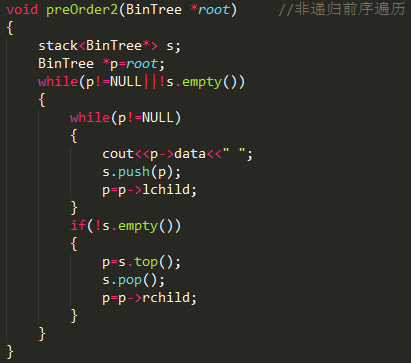 void preOrder2(BinTree *root)     //非递归前序遍历
{
    stack<BinTree*> s;
    BinTree *p=root;
    while(p!=NULL||!s.empty())
    {
        while(p!=NULL)
        {
            cout<<p->data<<" ";
            s.push(p);
            p=p->lchild;
        }
        if(!s.empty())
        {
            p=s.top();
            s.pop();
            p=p->rchild;
        }
    }
}